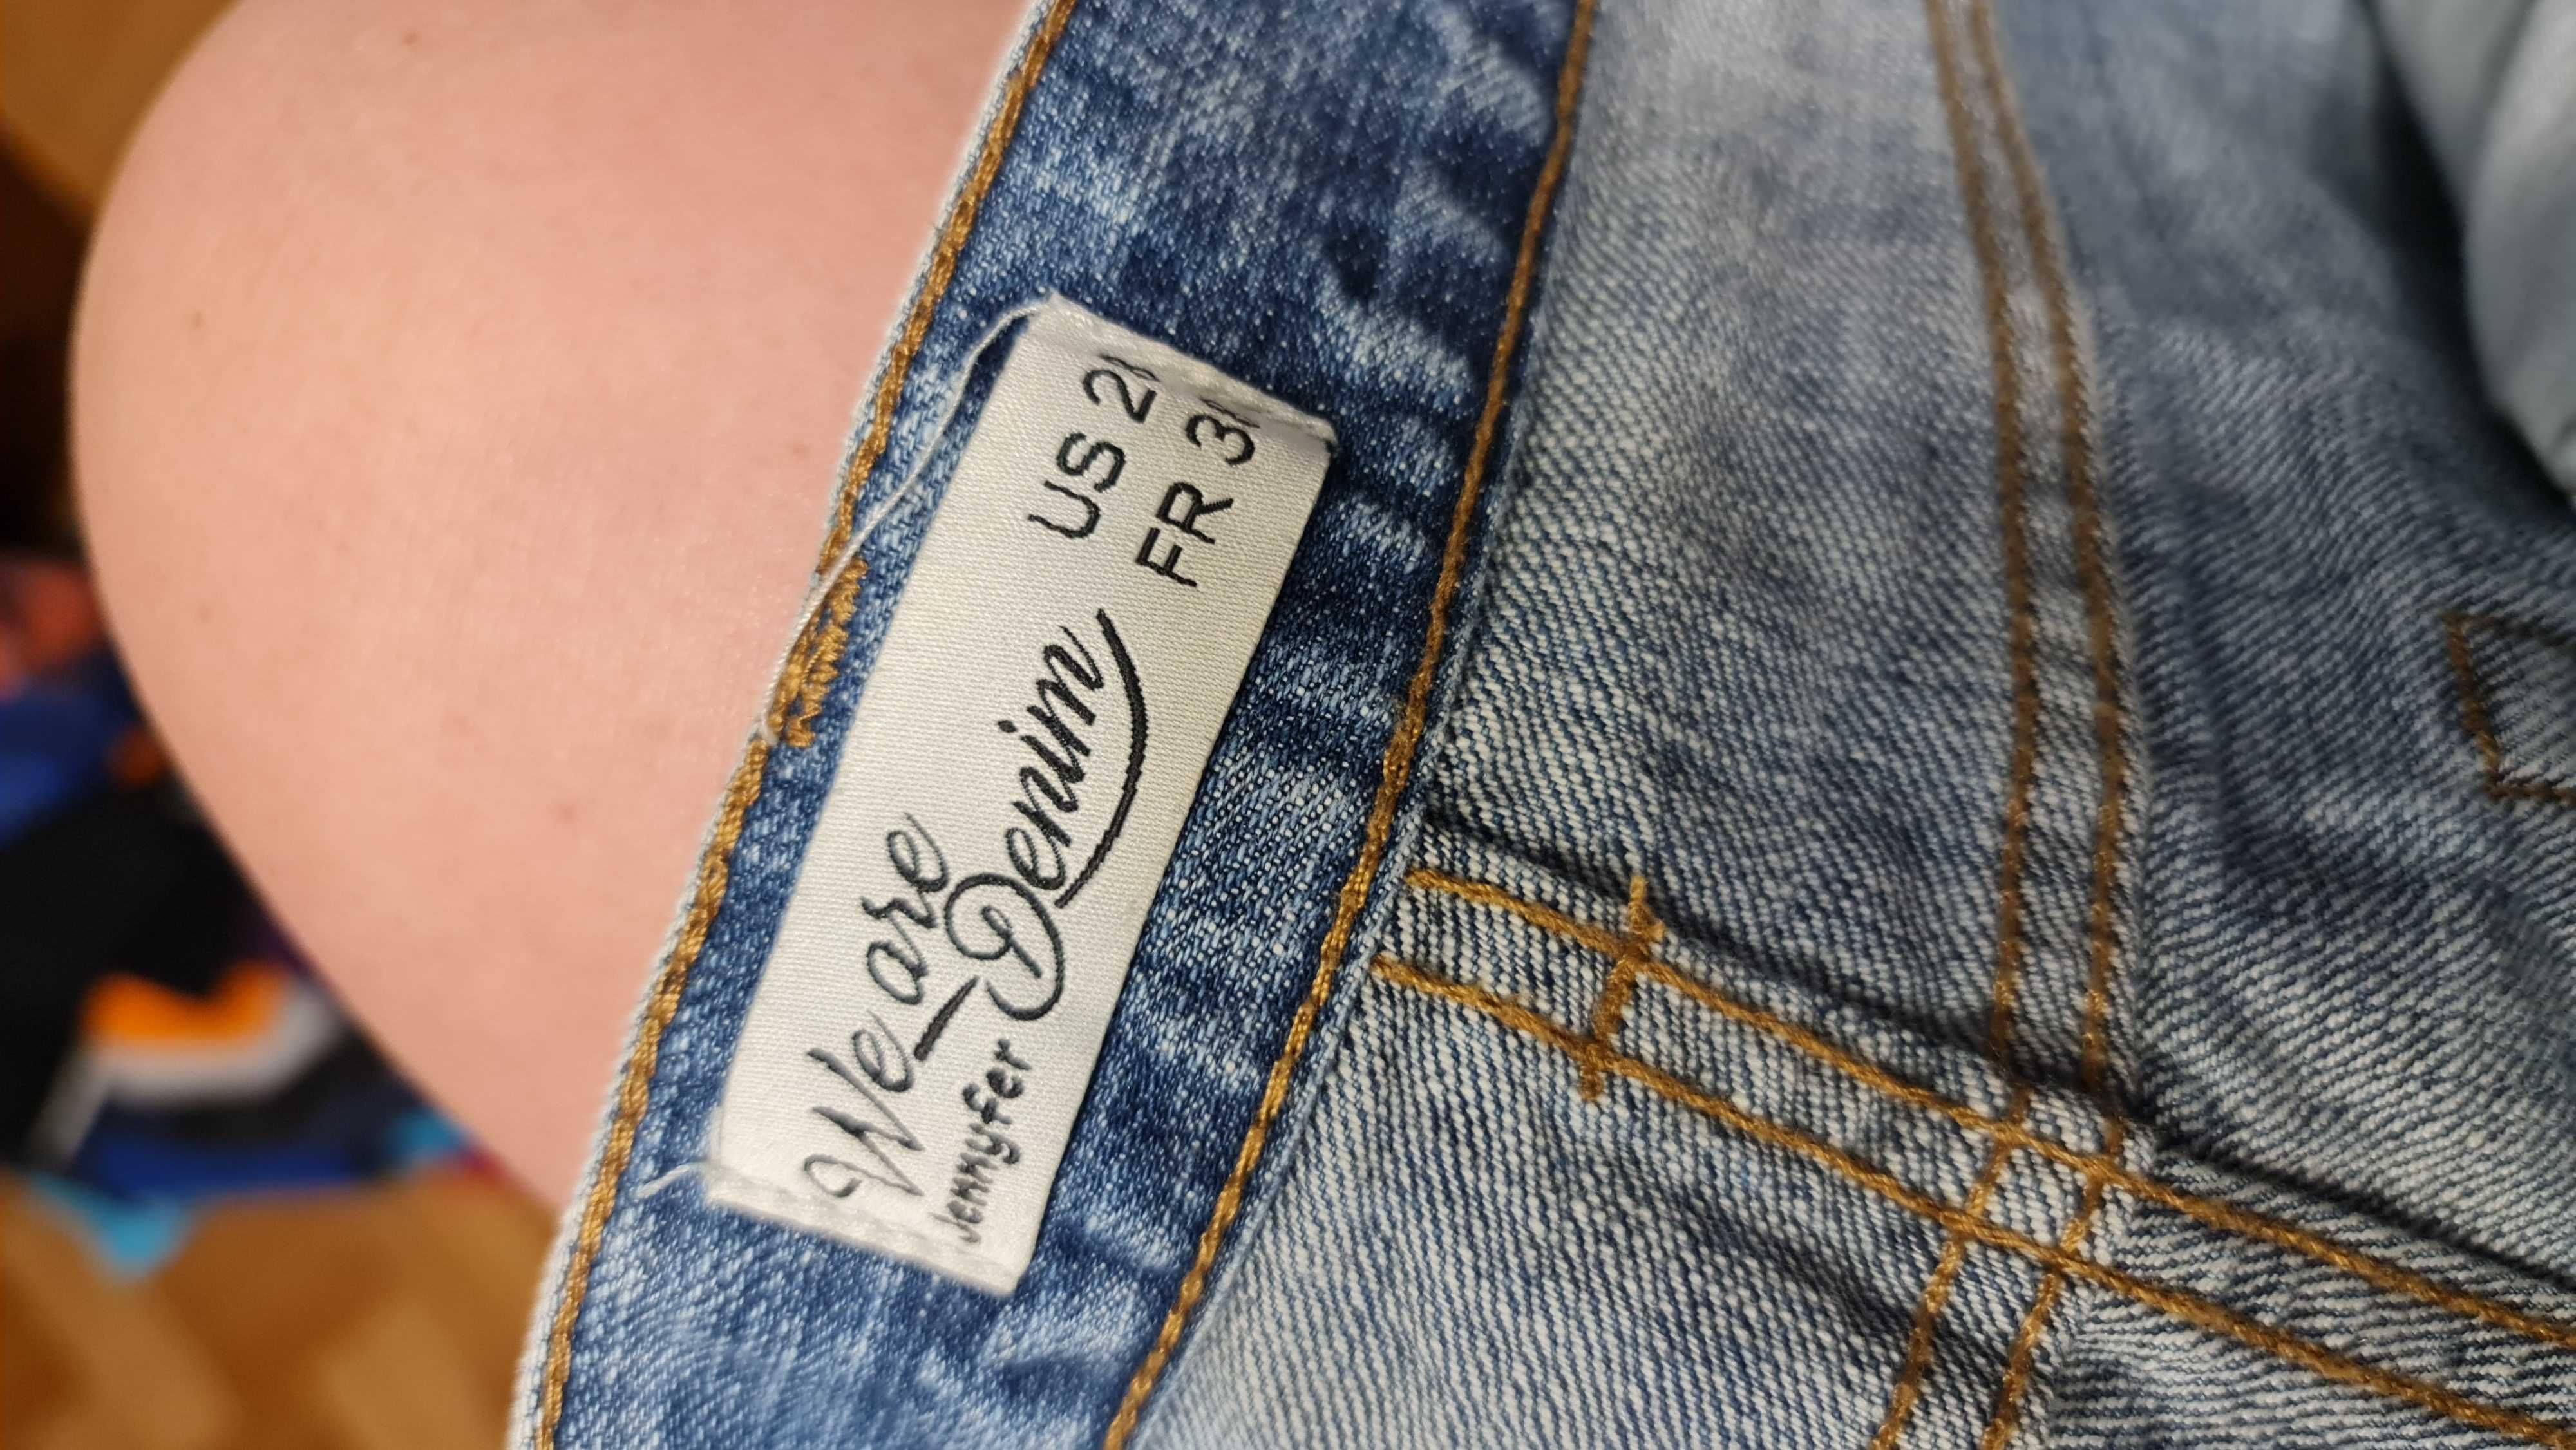 We are
Jennyfer Denim
US 2
FR 3